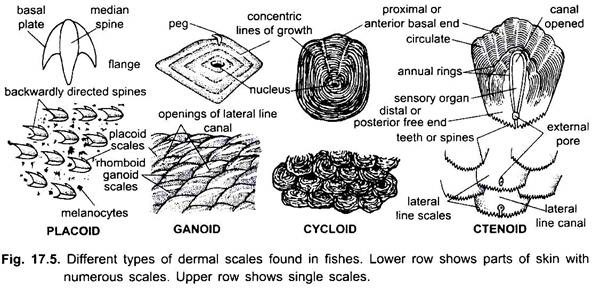 basal
plate
median
spine
flange
backwardly directed spines
placoid
scales
rhomboid
ganoid
scales
melanocytes
PLACOID
peg
concentric
lines of growth
nucleus
openings of lateral line
canal
GANOID
CYCLOID
proximal or
anterior basal end
circulate
canal
opened
annual rings
sensory organ
distal or
posterior free end
teeth or spines
external
pore
lateral
line scales
lateral
line canal
CTENOID
Fig. 17.5. Different types of dermal scales found in fishes. Lower row shows parts of skin with
numerous scales. Upper row shows single scales.